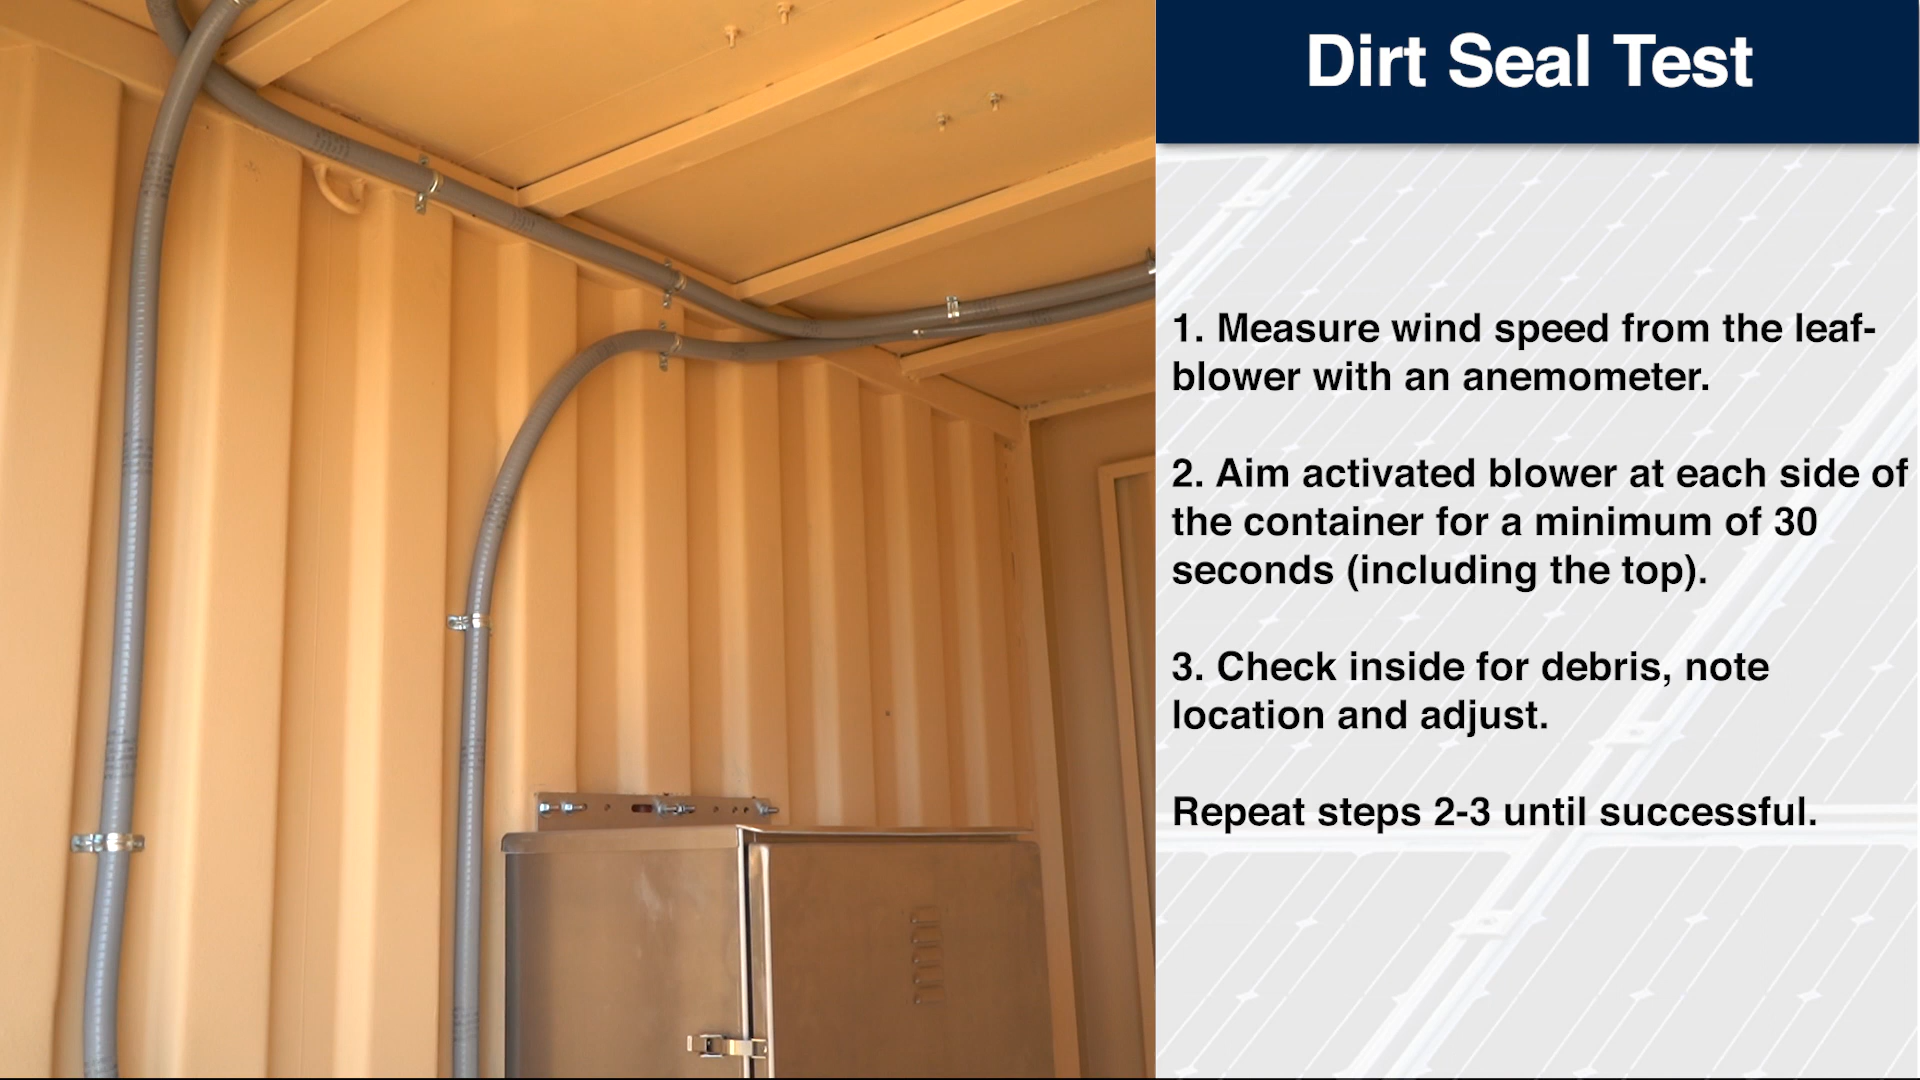 Dirt Seal Test
1. Measure wind speed from the leaf-
blower with an anemometer.
2. Aim activated blower at each side of
the container for a minimum of 30
seconds (including the top).
3. Check inside for debris, note
location and adjust.
Repeat steps 2-3 until successful.